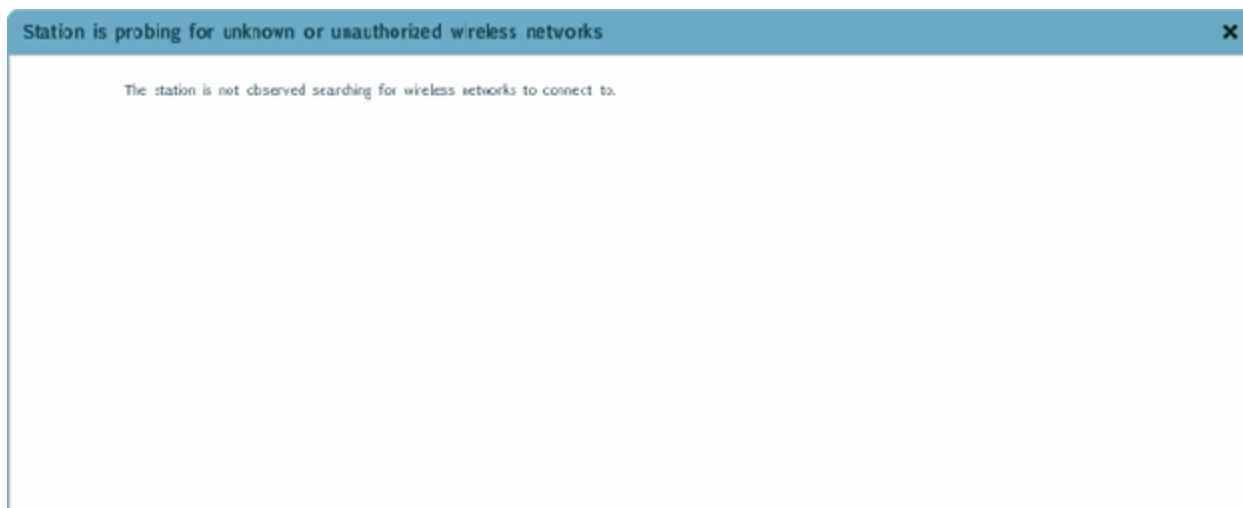 Station is probing for unknown or unauthorized wireless networks
The station is not observed searching for wireless networks to connect to.